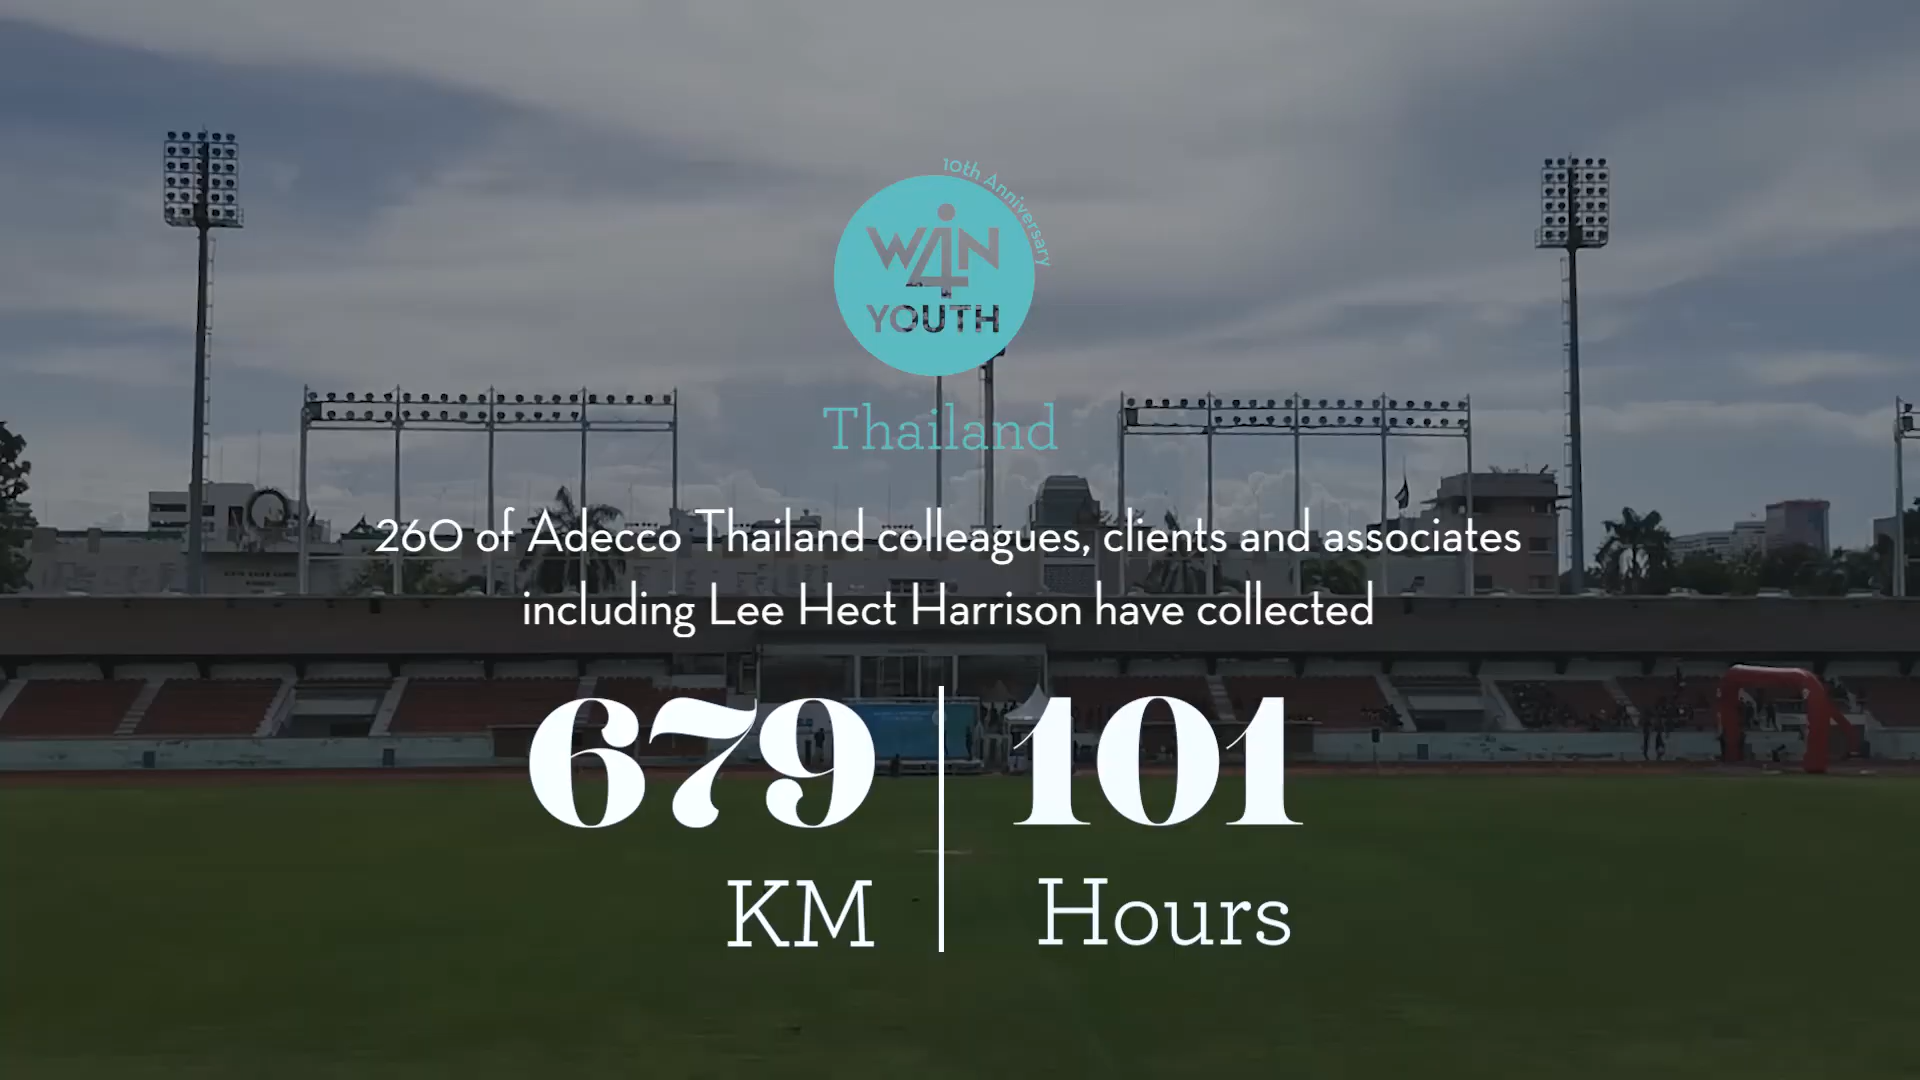 10th Anniversary
W4N
YOUTH
Thailand
260 of Adecco Thailand colleagues, clients and associates
including Lee Hect Harrison have collected
679
101
KM
Hours